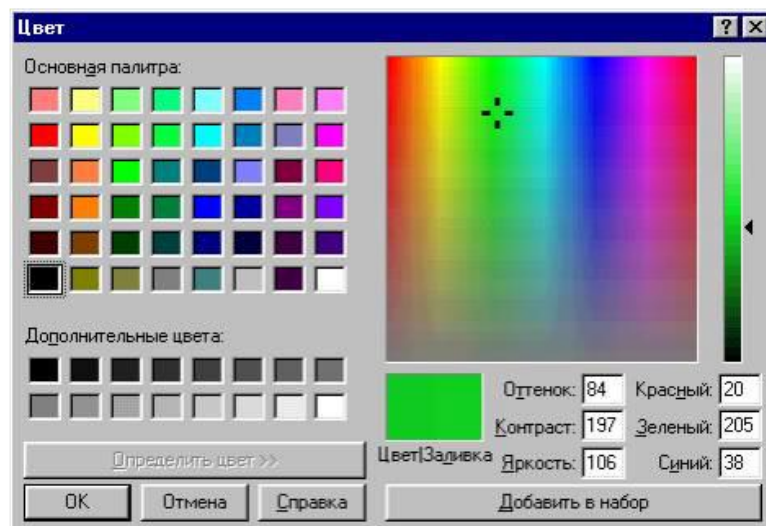 Цвет
Основная палитра:
Дополнительные цвета:
Определить цвет >>
OK Отмена Справка
Цвет|Заливка
Оттенок: 84 Красный: 20
Контраст: 197 Зеленый: 205
Яркость: 106 Синий: 38
Добавить в набор